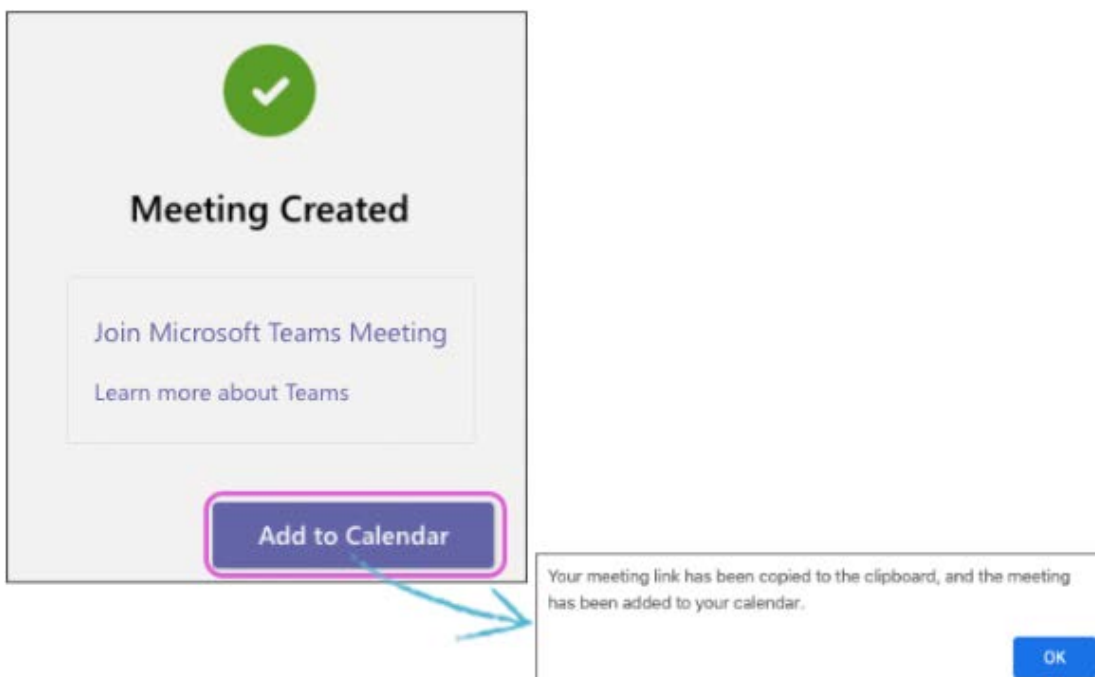 Meeting Created
Join Microsoft Teams Meeting
Learn more about Teams
Add to Calendar
Your meeting link has been copied to the clipboard, and the meeting
has been added to your calendar.
OK